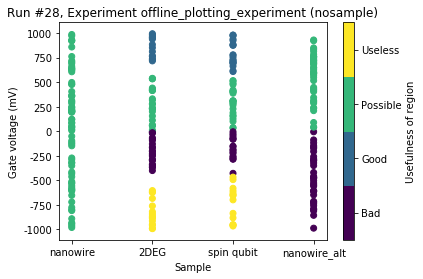 Run #28, Experiment offline_plotting_experiment (nosample)
1000
750
500
250
0
-250
-500
-750
-1000
Gate voltage (mV)
nanowire
2DEG
spin qubit
nanowire_alt
Sample
Useless
Possible
Good
Bad
Usefulness of region